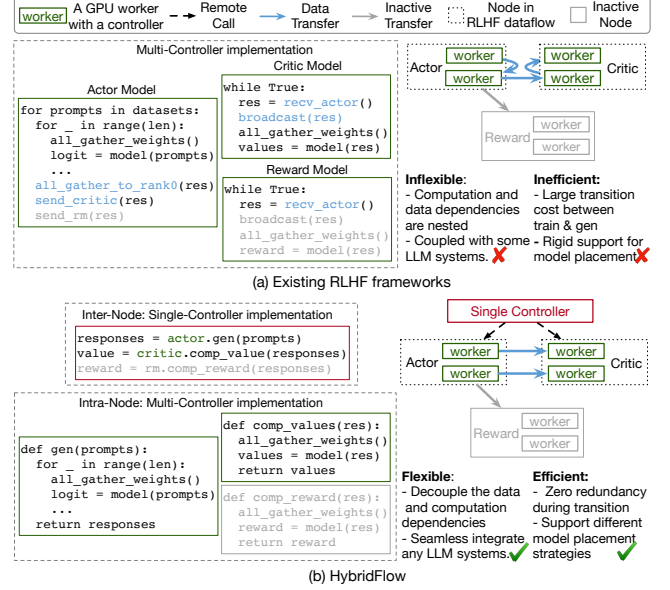 worker A GPU worker with a controller
Remote Call
Data Transfer
Inactive Transfer
Node in RLHF dataflow
Inactive Node
Multi-Controller implementation
Actor Model
for prompts in datasets:
for _ in range(len):
all_gather_weights()
logit = model(prompts)
...
all_gather_to_rank0(res)
send_critic(res)
send_rm(res)
Critic Model
while True:
res = recv_actor()
broadcast(res)
all_gather_weights()
values = model(res)
Reward Model
while True:
res = recv_actor()
broadcast(res)
all_gather_weights()
reward = model(res)
Actor
worker
worker
worker
worker
Critic
Reward
worker
worker
Inflexible:
- Computation and
data dependencies
are nested
- Coupled with some
LLM systems.
Inefficient:
- Large transition
cost between
train & gen
- Rigid support for
model placement
(a) Existing RLHF frameworks
Inter-Node: Single-Controller implementation
responses = actor.gen(prompts)
value = critic.comp_value(responses)
reward = rm.comp_reward(responses)
Intra-Node: Multi-Controller implementation
def gen(prompts):
for _ in range(len):
all_gather_weights()
logit = model(prompts)
...
return responses
def comp_values(res):
all_gather_weights()
values = model(res)
return values
def comp_reward(res):
all_gather_weights()
reward = model(res)
return reward
Single Controller
Actor
worker
worker
worker
worker
Critic
Reward
worker
worker
Flexible:
- Decouple the data
and computation
dependencies
- Seamless integrate
any LLM systems.
Efficient:
- Zero redundancy
during transition
- Support different
model placement
strategies
(b) HybridFlow